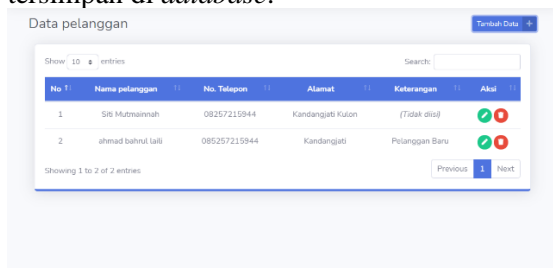 tersimpan di database.
Data pelanggan
Tambah Data +
Show 10 entries
Search:
No Nama pelanggan No. Telepon Alamat Keterangan Aksi
1 Siti Mutmainnah 08257215944 Kandangjati Kulon (Tidak diisi)
2 ahmad bahrul laili 085257215944 Kandangjati Pelanggan Baru
Showing 1 to 2 of 2 entries
Previous 1 Next